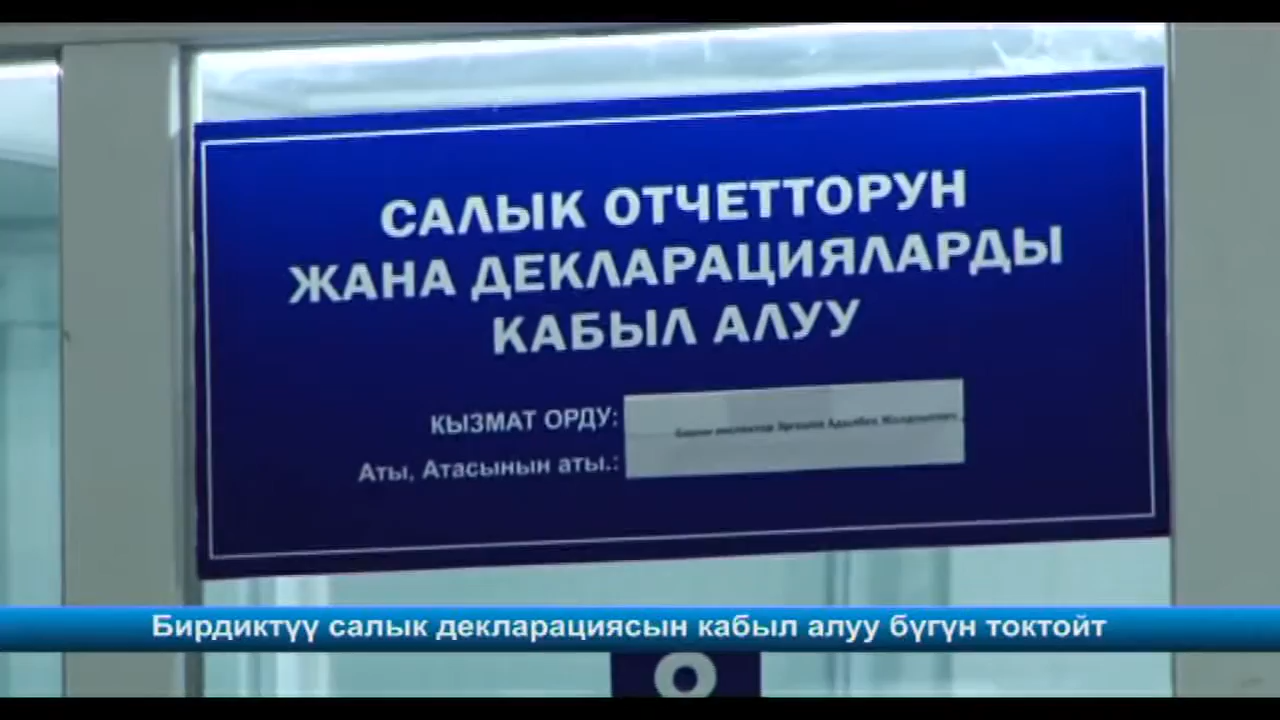 САЛЫК ОТЧЕТТОРУН
ЖАНА ДЕКЛАРАЦИЯЛАРДЫ
КАБЫЛ АЛУУ
КЫЗМАТ ОРДУ:
Аты, Атасынын аты.:
Бирдиктүү салык декларациясын кабыл алуу бүгүн токтойт